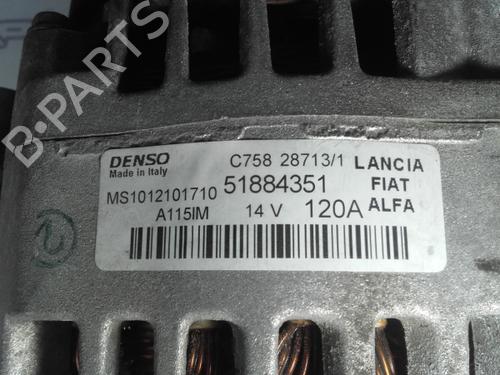 B-PARTS
DENSO C758 28713/1 LANCIA
Made in Italy
MS1012101710 51884351 FIAT
A115IM 14 V 120A ALFA